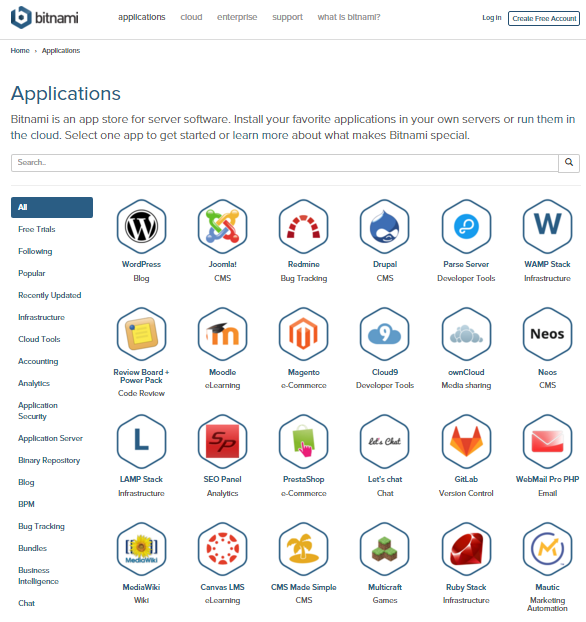 bitnami
applications cloud enterprise support what is bitnami?
Log In Create Free Account
Home › Applications
Applications
Bitnami is an app store for server software. Install your favorite applications in your own servers or run them in
the cloud. Select one app to get started or learn more about what makes Bitnami special.
Search..
All
Free Trials
Following
Popular
Recently Updated
Infrastructure
Cloud Tools
Accounting
Analytics
Application
Security
Application Server
Binary Repository
Blog
BPM
Bug Tracking
Bundles
Business
Intelligence
Chat
W
WordPress Joomla! Redmine Drupal Parse Server WAMP Stack
Blog CMS Bug Tracking CMS Developer Tools Infrastructure
m 9 Neos
Review Board +
Power Pack
Code Review
Moodle Magento Cloud9 ownCloud Neos
eLearning e-Commerce Developer Tools Media sharing CMS
L SP Let's Chat
LAMP Stack SEO Panel PrestaShop Let's chat GitLab WebMail Pro PHP
Infrastructure Analytics e-Commerce Chat Version Control Email
MediaWiki
MediaWiki Canvas LMS CMS Made Simple Multicraft Ruby Stack Mautic
Wiki eLearning CMS Games Infrastructure Marketing
Automation